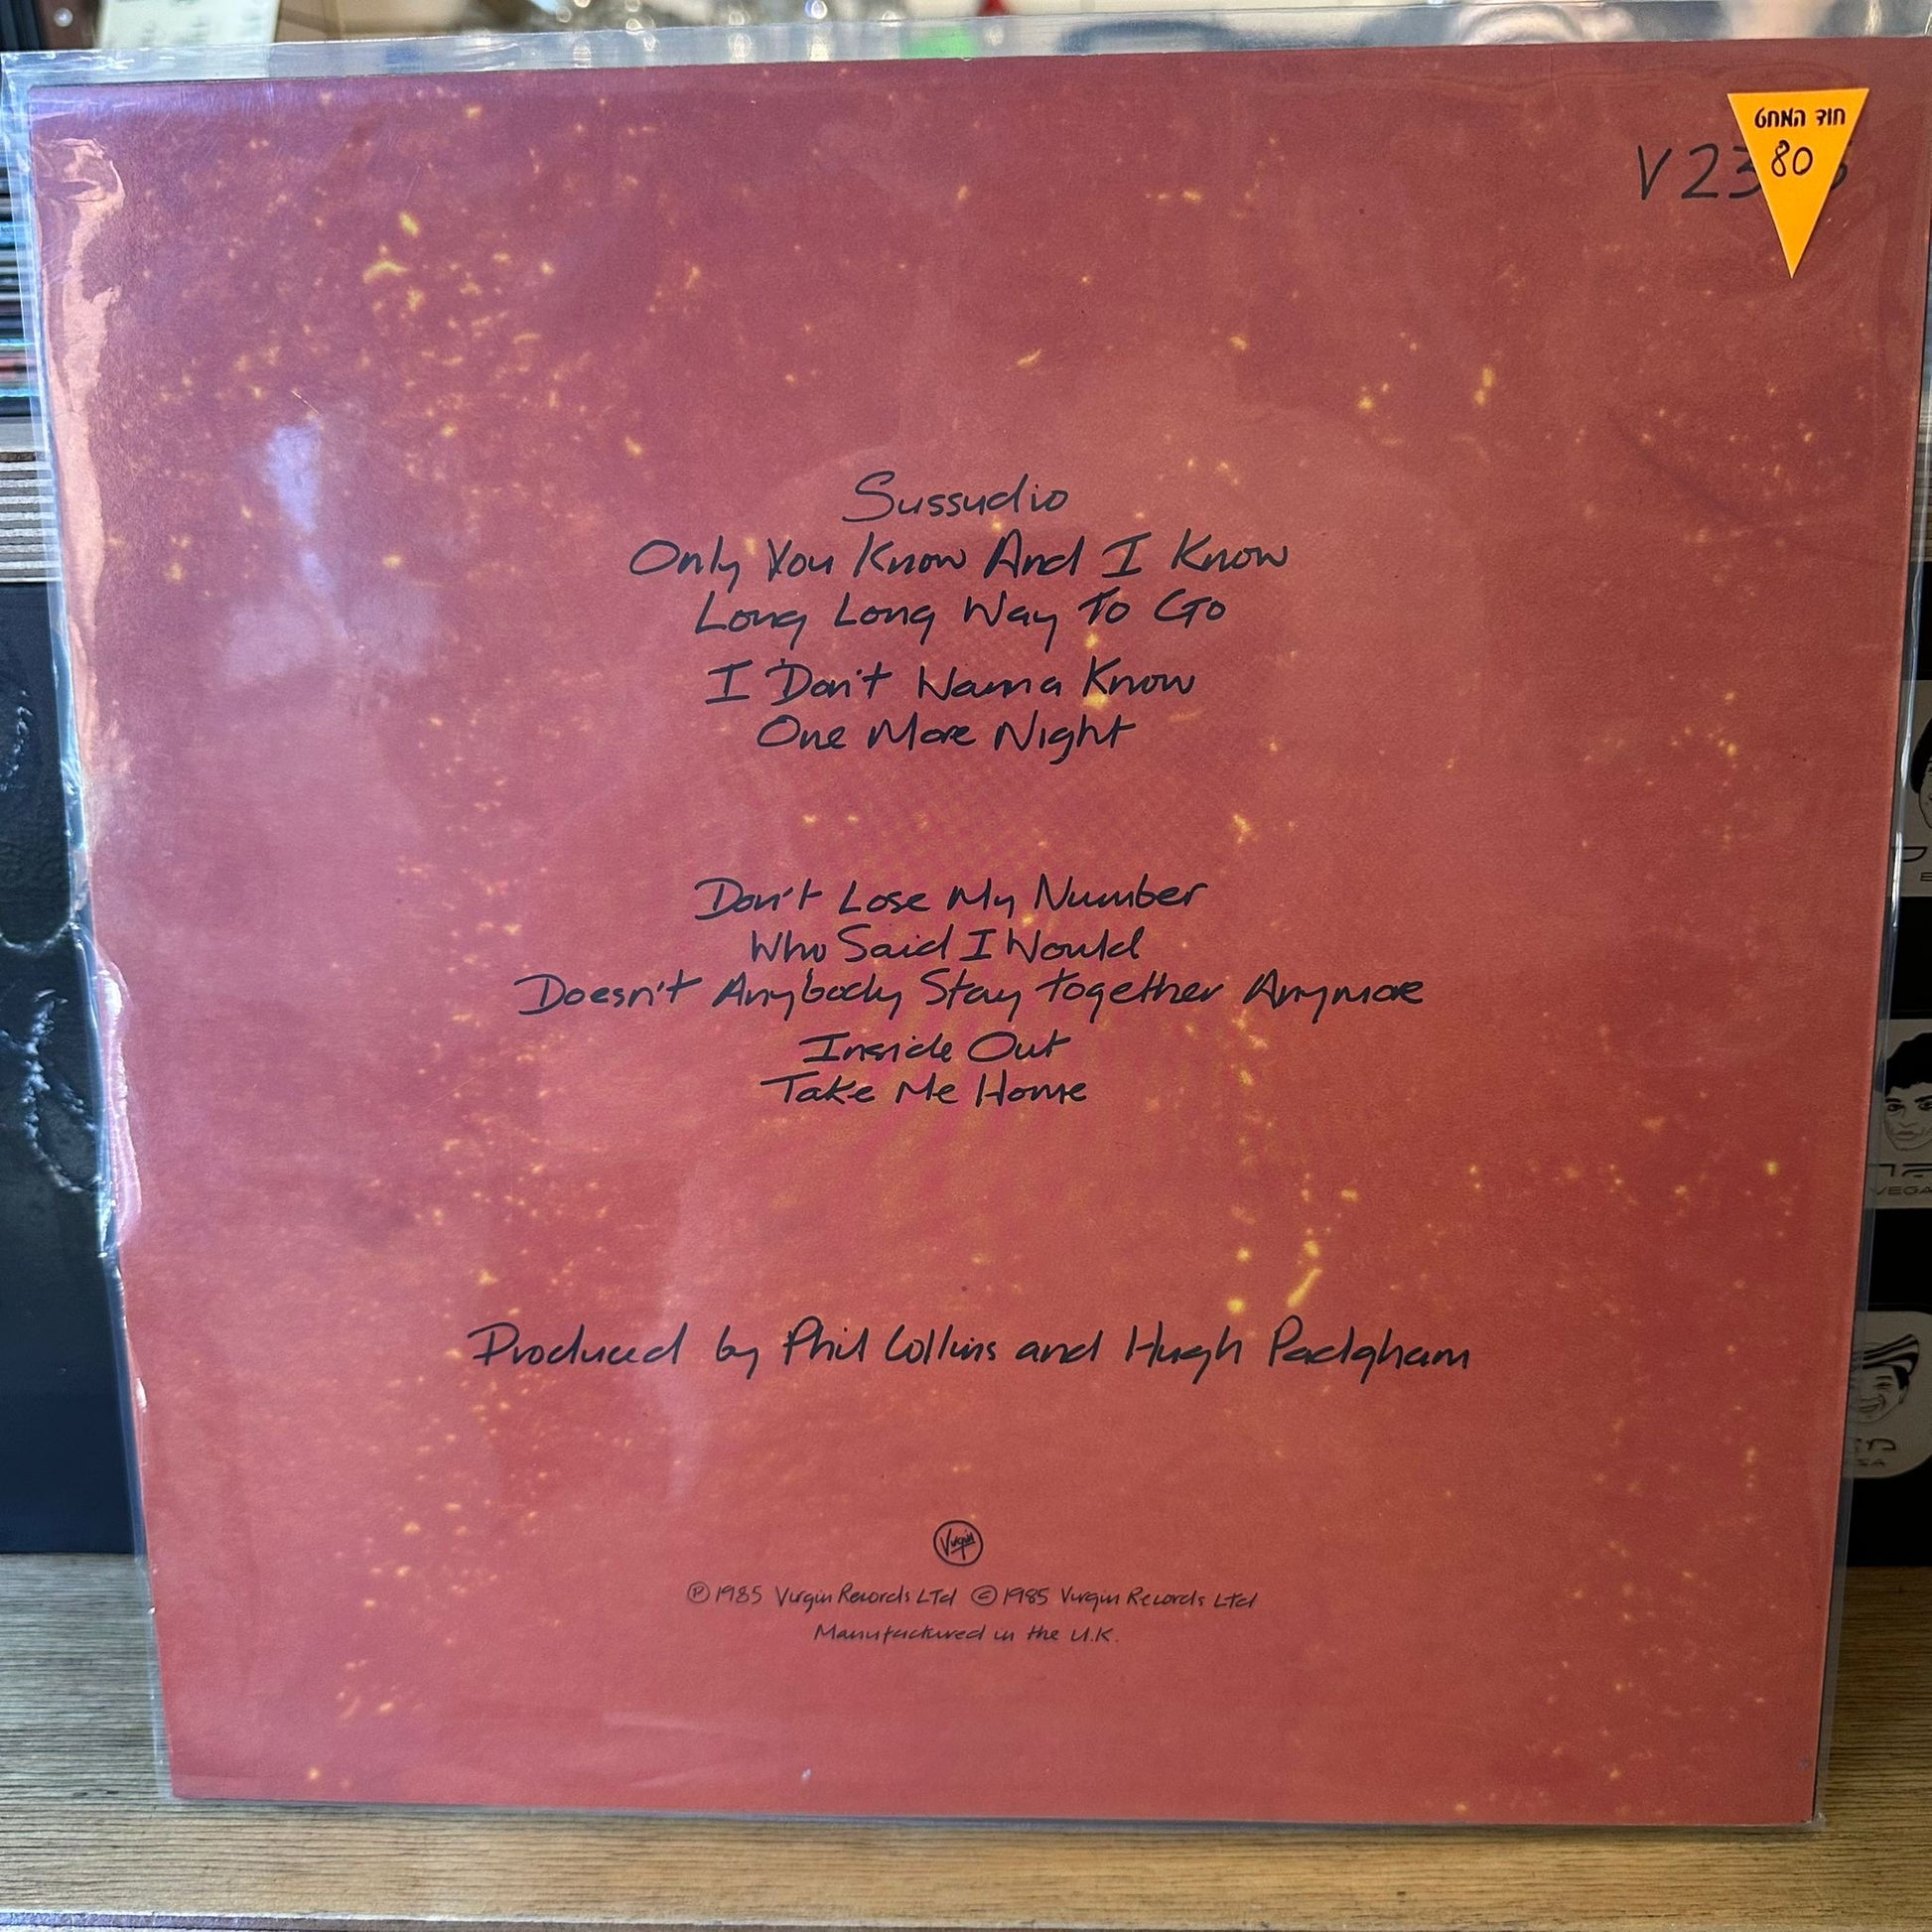 חוד המחט
80
V 23
Sussudio
Only You Know And I Know
Long Long Way To Go
I Don't Wanna Know
One More Night
Don't Lose My Number
Who Said I Would
Doesn't Anybody Stay Together Anymore
Inside Out
Take Me Home
Produced by Phil Collins and Hugh Padgham
Virgin
Ⓟ 1985 Virgin Records Ltd © 1985 Virgin Records Ltd
Manufactured in the U.K.